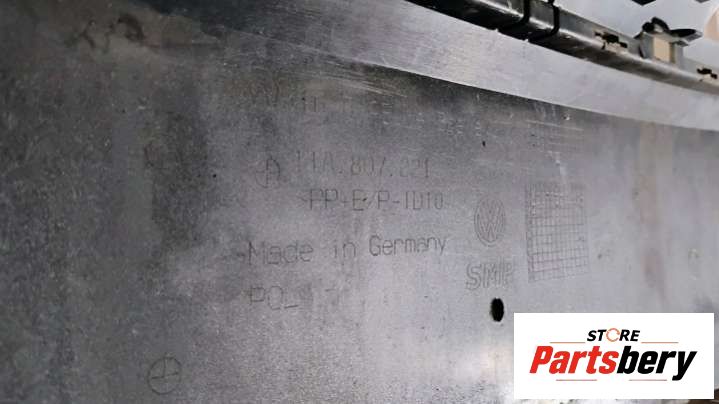 11A.807.221
PP+E/P-TD10
Made in Germany
SMP
STORE
Partsbery